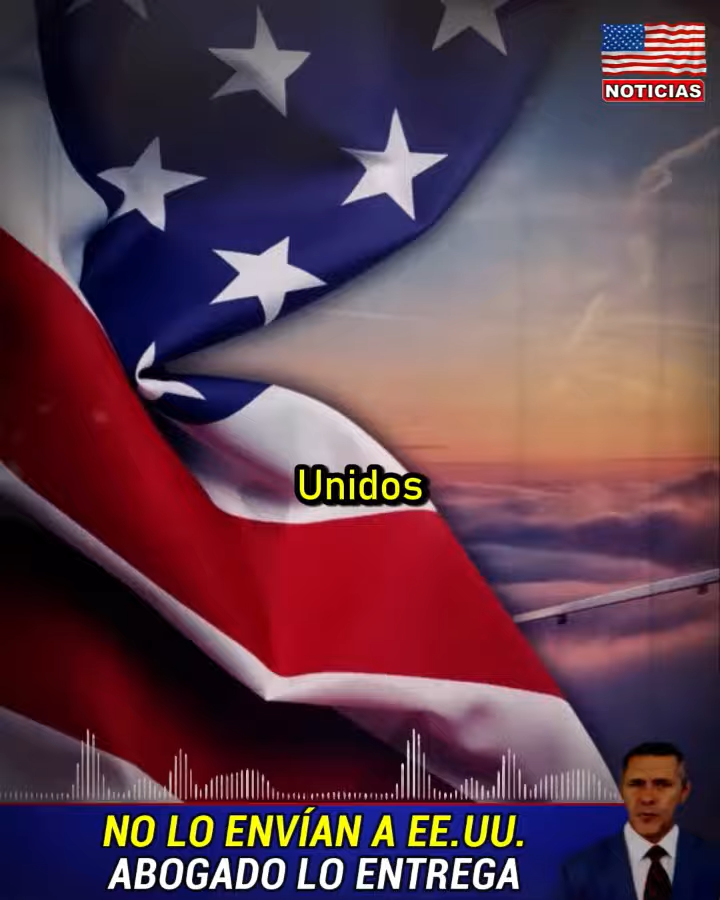 NOTICIAS
Unidos
NO LO ENVÍAN A EE.UU.
ABOGADO LO ENTREGA